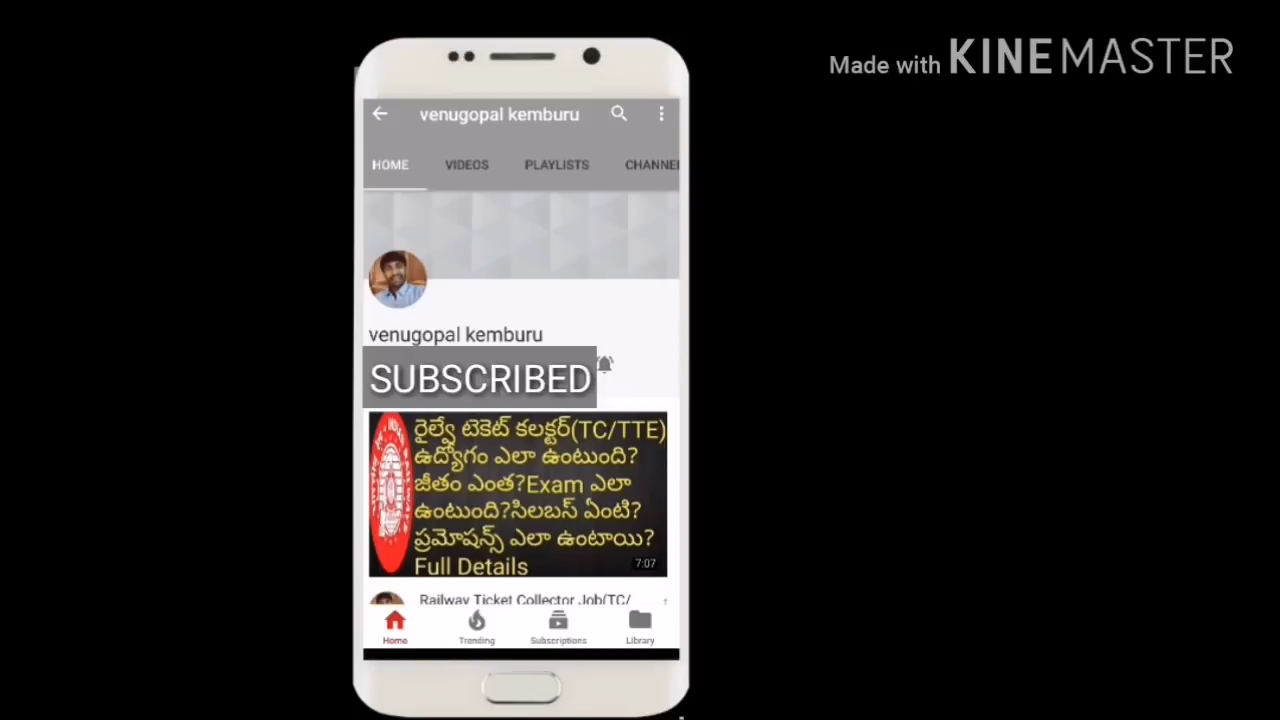 Made with KINEMASTER
venugopal kemburu
HOME VIDEOS PLAYLISTS CHANNEL
venugopal kemburu
SUBSCRIBED
రైల్వే టికెట్ కలక్టర్(TC/TTE)
ఉద్యోగం ఎలా ఉంటుంది?
జీతం ఎంత?Exam ఎలా
ఉంటుంది?సిలబస్ ఏంటి?
ప్రమోషన్స్ ఎలా ఉంటాయి?
Full Details
7:07
Railway Ticket Collector Job(TC/
Home Trending Subscriptions Library